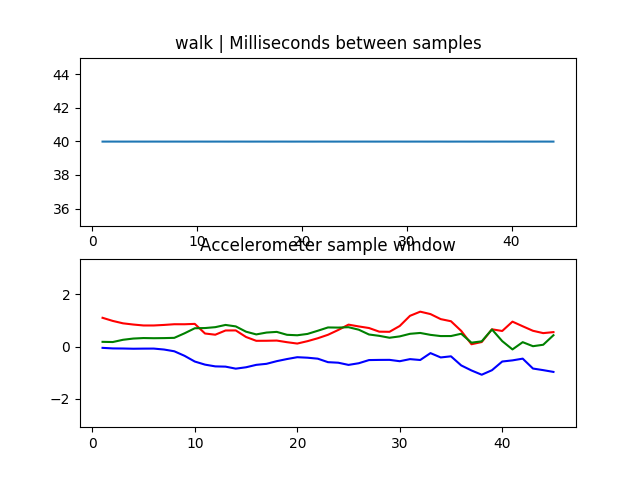 walk | Milliseconds between samples
44
42
40
38
36
0 10 20 30 40
Accelerometer sample window
2
0
−2
0 10 20 30 40